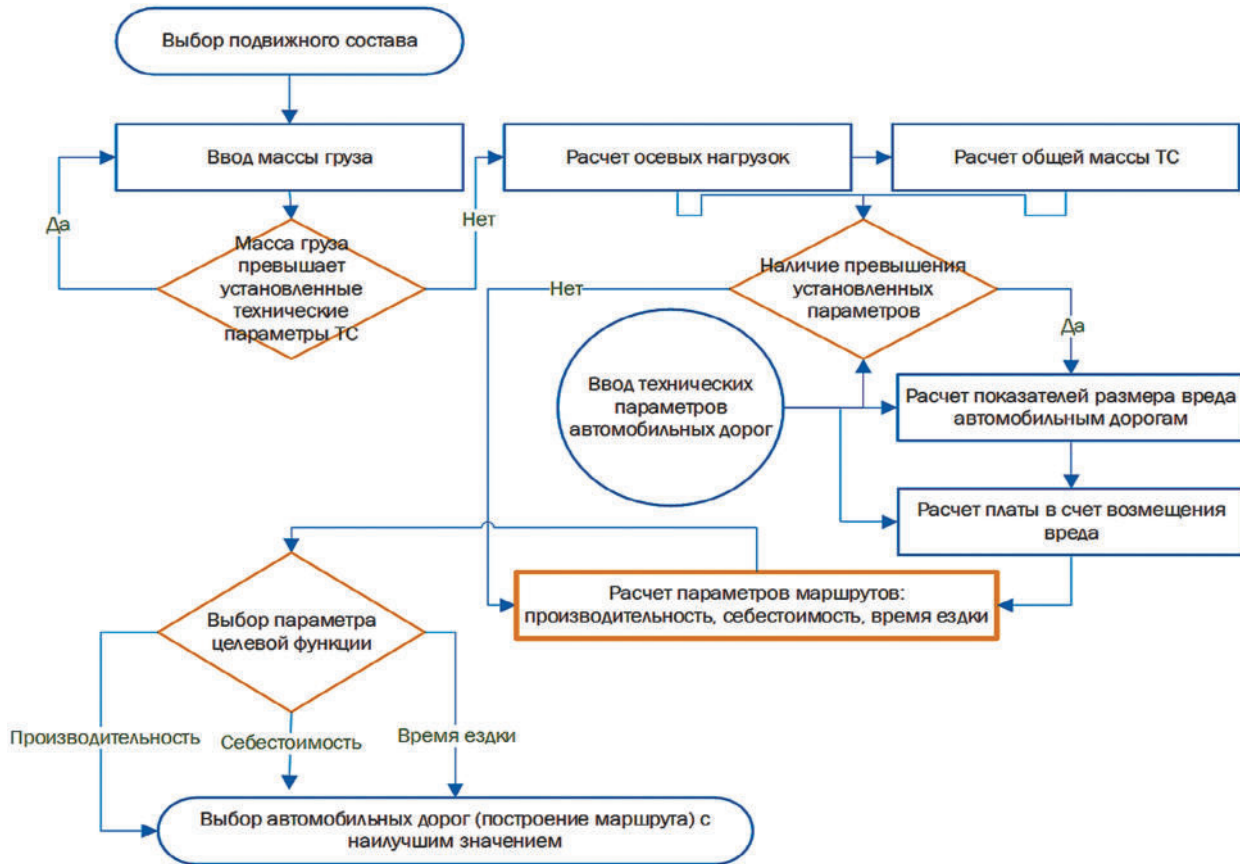 Выбор подвижного состава
Ввод массы груза
Расчет осевых нагрузок
Расчет общей массы ТС
Да
Нет
Масса груза
превышает
установленные
технические
параметры ТС
Наличие превышения
установленных
параметров
Нет
Да
Ввод технических
параметров
автомобильных дорог
Расчет показателей размера вреда
автомобильным дорогам
Расчет платы в счет возмещения
вреда
Расчет параметров маршрутов:
производительность, себестоимость, время ездки
Выбор параметра
целевой функции
Производительность
Себестоимость
Время ездки
Выбор автомобильных дорог (построение маршрута) с
наилучшим значением